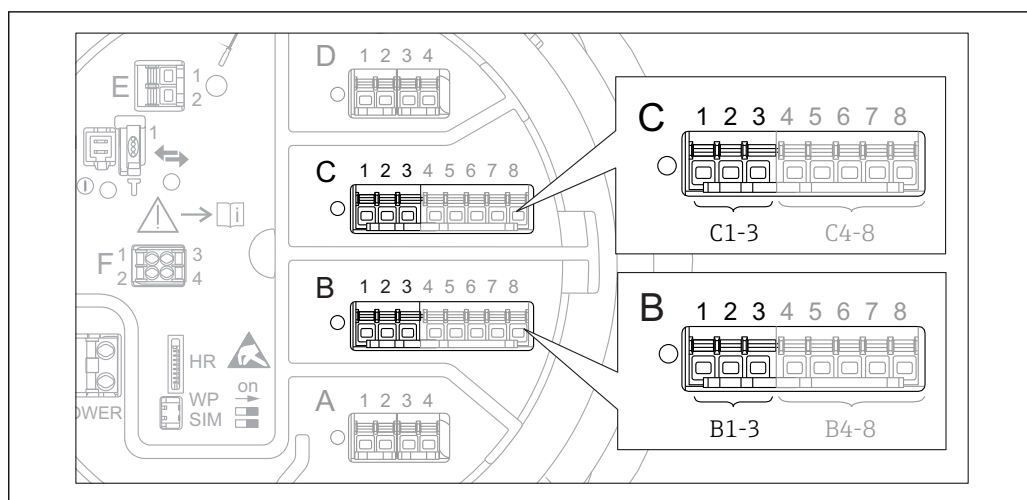 D 1 2 3 4
E 1
2
1
C 1 2 3 4 5 6 7 8
F 1 3
2 4
B 1 2 3 4 5 6 7 8
HR
WP
SIM
on
OWER
A 1 2 3 4
C 1 2 3 4 5 6 7 8
C1-3 C4-8
B 1 2 3 4 5 6 7 8
B1-3 B4-8